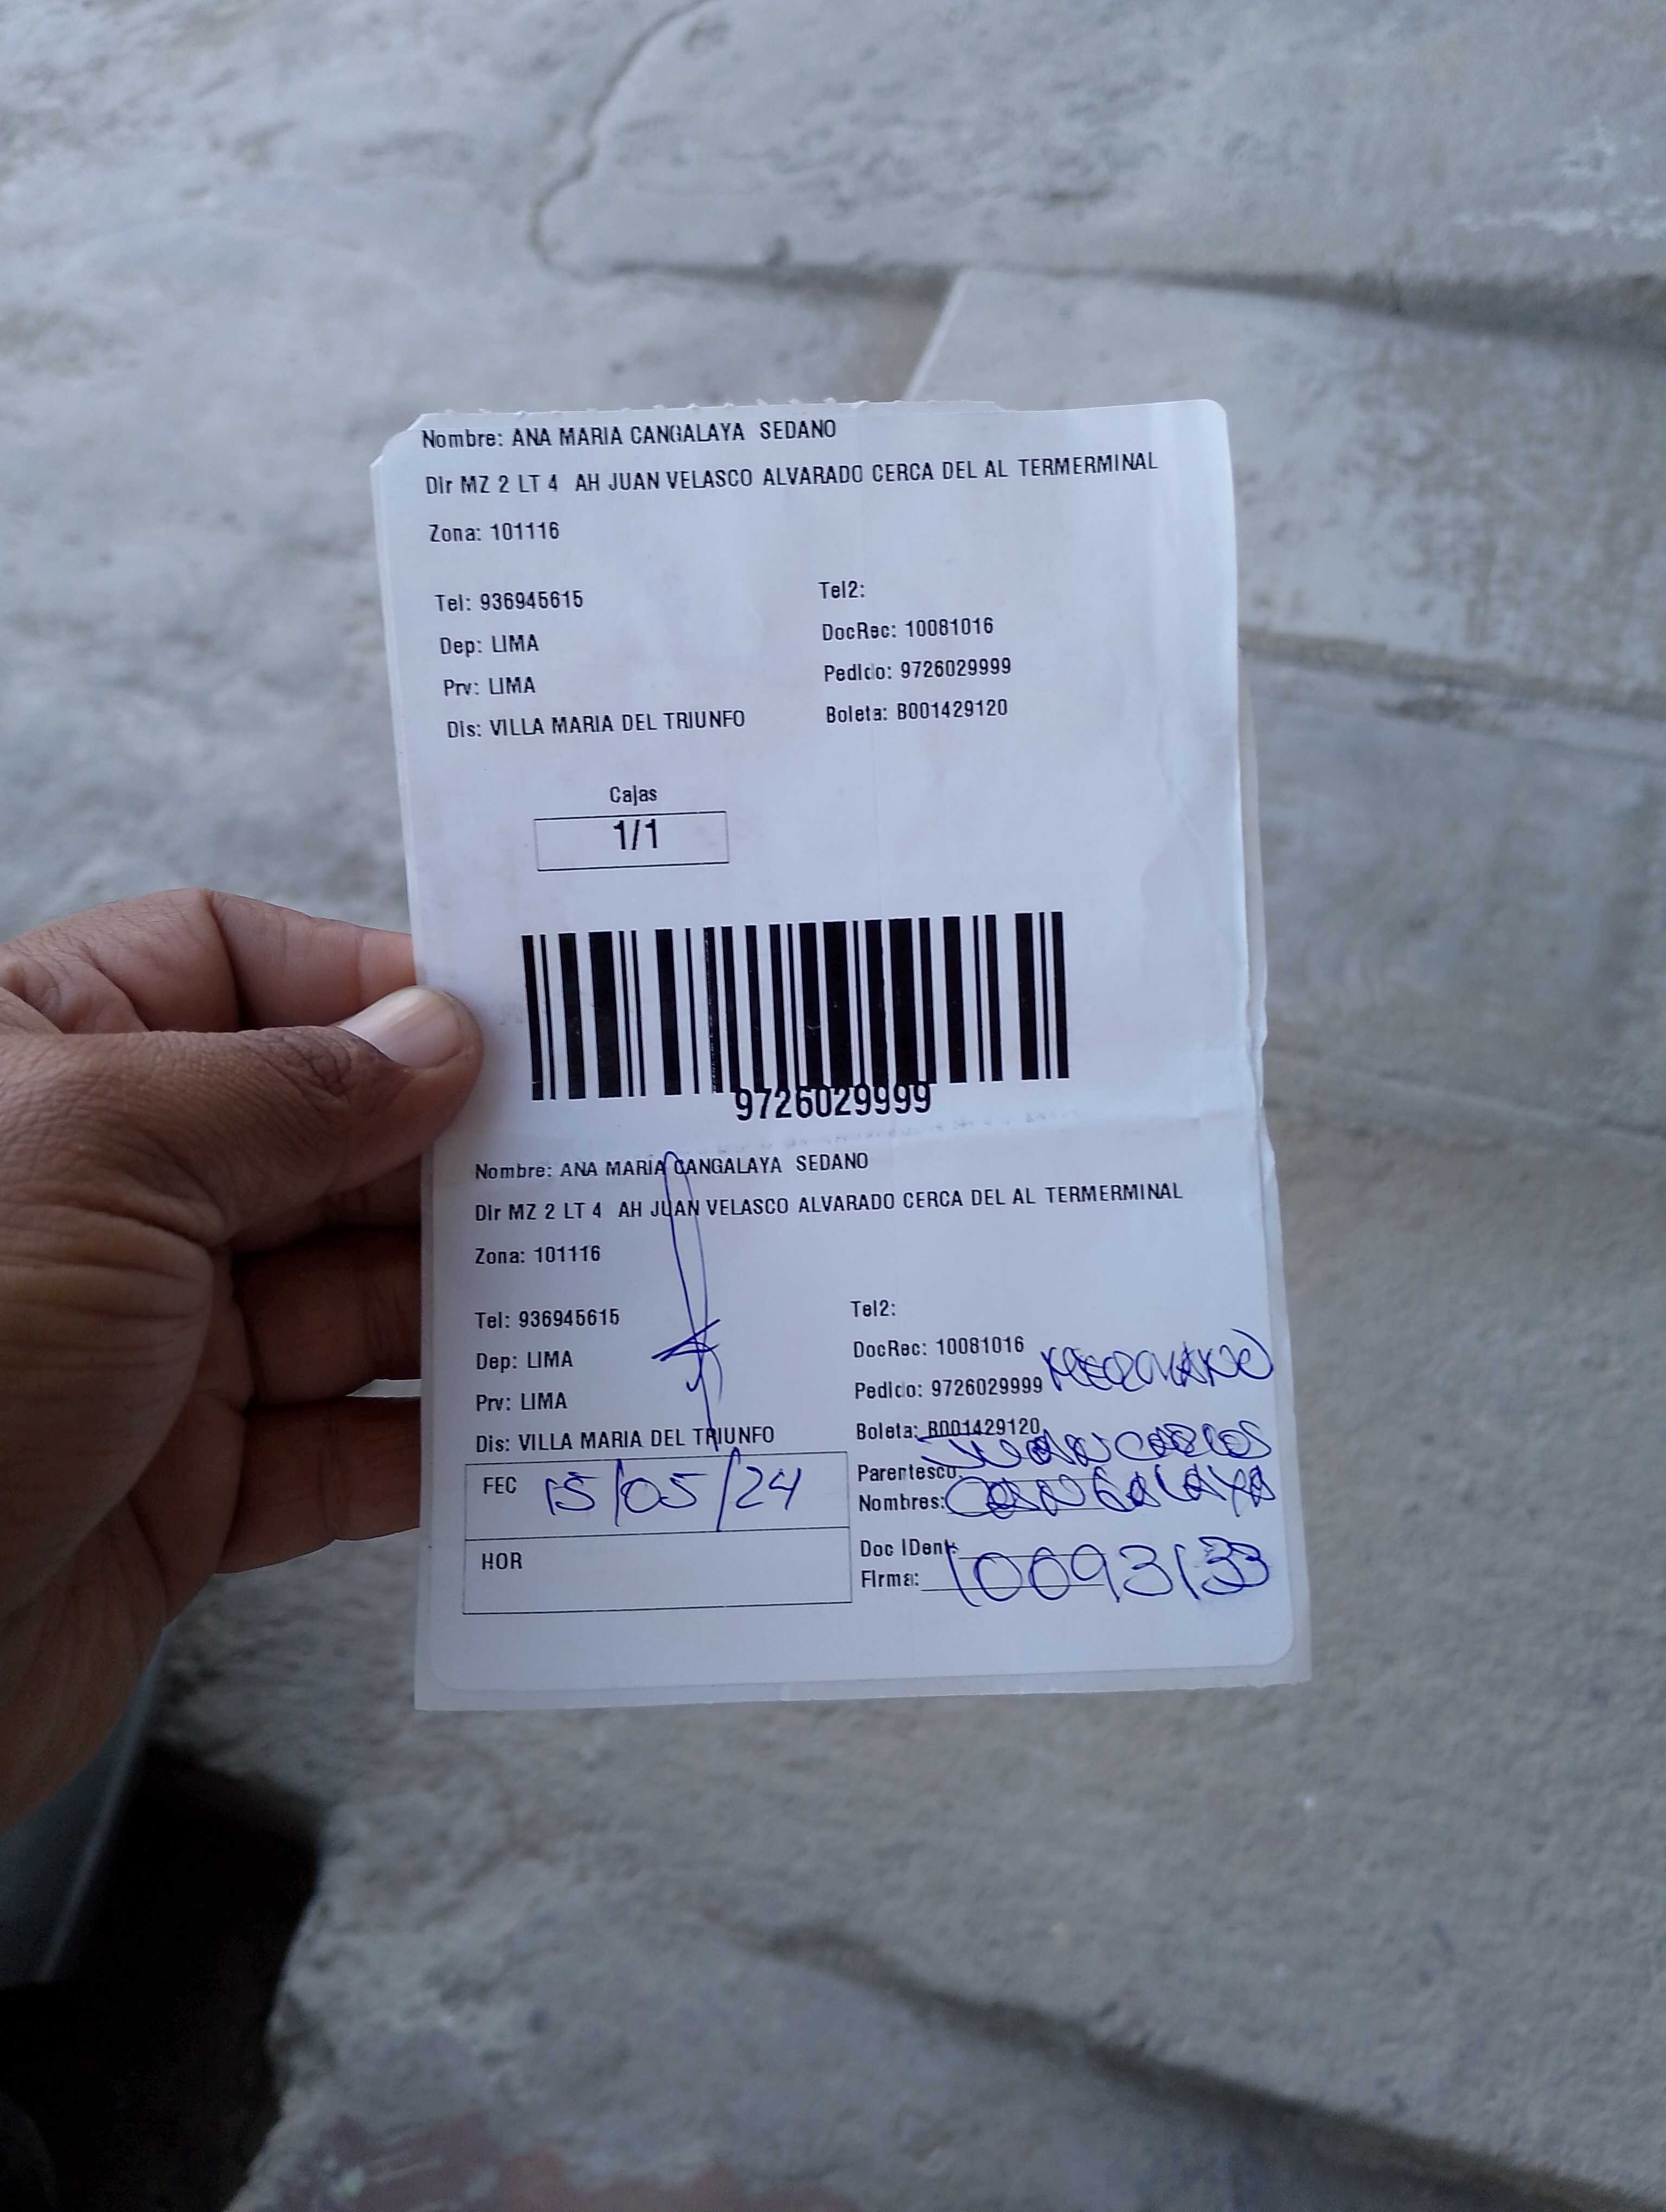 Nombre: ANA MARIA CANGALAYA SEDANO
Dir MZ 2 LT 4 AH JUAN VELASCO ALVARADO CERCA DEL AL TERMERMINAL
Zona: 101116
Tel: 936945615 Tel2:
Dep: LIMA DocRec: 10081016
Prv: LIMA Pedido: 9726029999
Dis: VILLA MARIA DEL TRIUNFO Boleta: B001429120
Cajas
1/1
9726029999
Nombre: ANA MARIA CANGALAYA SEDANO
Dir MZ 2 LT 4 AH JUAN VELASCO ALVARADO CERCA DEL AL TERMERMINAL
Zona: 101116
Tel: 936945615 Tel2:
Dep: LIMA DocRec: 10081016
Prv: LIMA Pedido: 9726029999 HERMANO
Dis: VILLA MARIA DEL TRIUNFO Boleta: B001429120
FEC 15/05/24 Parentesco: JUAN CARLOS
Nombres: CANGALAYA
HOR Doc IDent: 10093133
Firma: